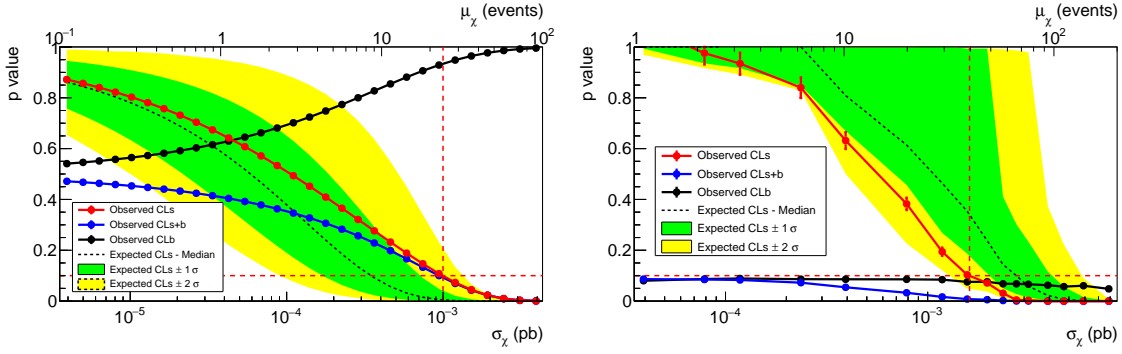 μχ (events)
10⁻¹ 1 10 10²
p value
1
0.8
0.6
0.4
0.2
0
Observed CLs
Observed CLs+b
Observed CLb
Expected CLs - Median
Expected CLs ± 1 σ
Expected CLs ± 2 σ
10⁻⁵ 10⁻⁴ 10⁻³
σχ (pb)
μχ (events)
1 10 10²
p value
1
0.8
0.6
0.4
0.2
0
Observed CLs
Observed CLs+b
Observed CLb
Expected CLs - Median
Expected CLs ± 1 σ
Expected CLs ± 2 σ
10⁻⁴ 10⁻³
σχ (pb)